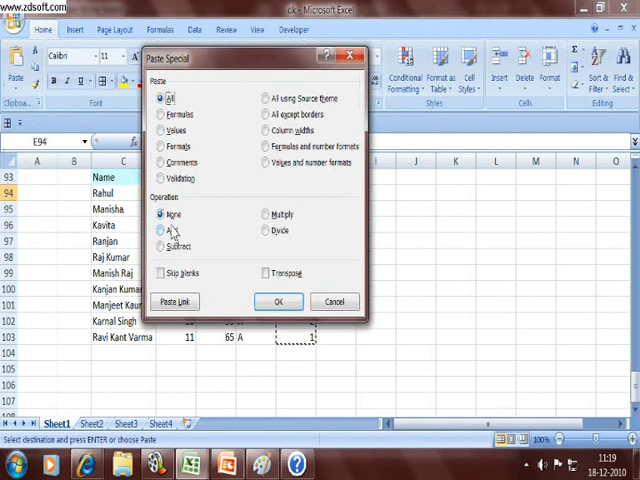 www.zdsoft.com
ck - Microsoft Excel
Home Insert Page Layout Formulas Data Review View Developer
Calibri 11
Paste
B I U
Conditional Formatting Format as Table Cell Styles
Insert Delete Format
Sort & Filter Find & Select
Clipboard Cells Editing
E94
A B C K L M N O
Paste Special
Paste
All All using Source theme
Formulas All except borders
Values Column widths
Formats Formulas and number formats
Comments Values and number formats
Validation
Operation
None Multiply
Add Divide
Subtract
Skip blanks Transpose
Paste Link OK Cancel
93 Name
94 Rahul
95 Manisha
96 Kavita
97 Ranjan
98 Raj Kumar
99 Manish Raj
100 Kanjan Kum
101 Manjeet Kau
102 Karnal Singh
103 Ravi Kant Varma 11 65 A 1
104
105
106
107
Sheet1 Sheet2 Sheet3 Sheet4
Select destination and press ENTER or choose Paste 100%
11:19
18-12-2010